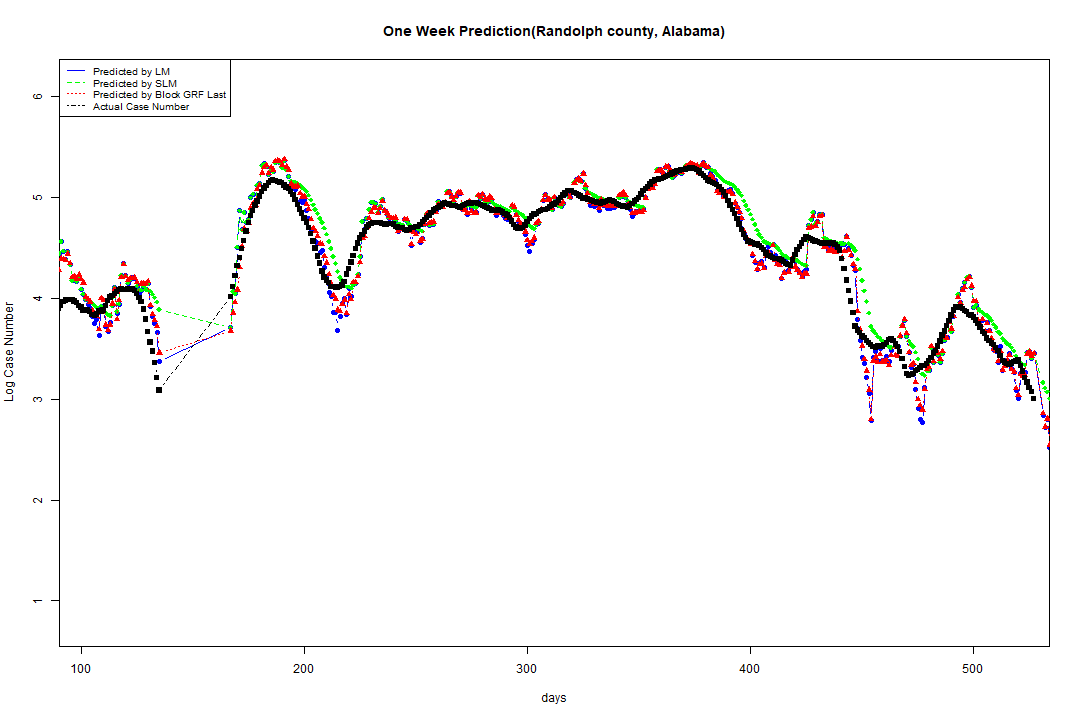 One Week Prediction(Randolph county, Alabama)
Predicted by LM
Predicted by SLM
Predicted by Block GRF Last
Actual Case Number
6
5
4
3
2
1
Log Case Number
100 200 300 400 500
days